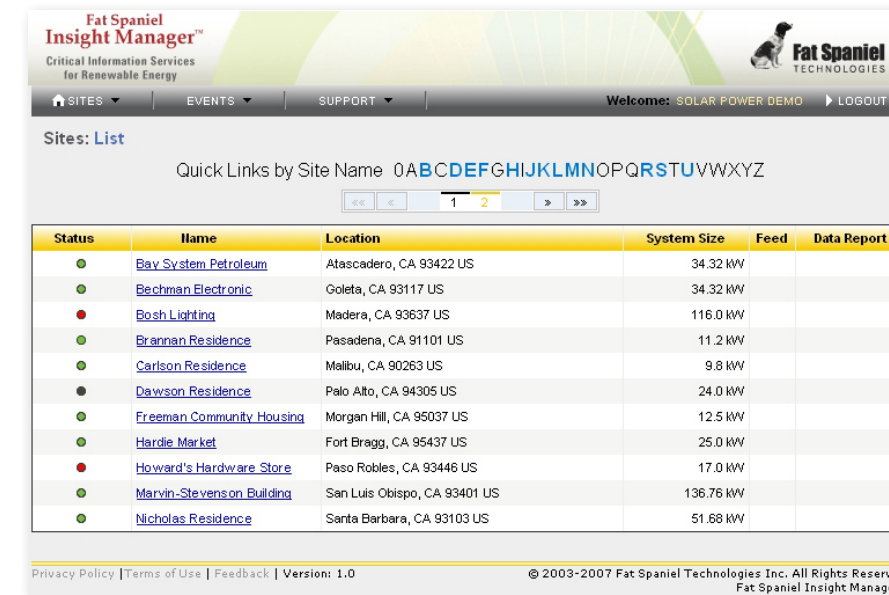 Fat Spaniel
Insight Manager™
Critical Information Services
for Renewable Energy
Fat Spaniel
TECHNOLOGIES
SITES EVENTS SUPPORT Welcome: SOLAR POWER DEMO LOGOUT
Sites: List
Quick Links by Site Name 0ABCDEFGHIJKLMNOPQRSTUVWXYZ
«« « 1 2 » »»
Status Name Location System Size Feed Data Report
Bay System Petroleum Atascadero, CA 93422 US 34.32 kW
Bechman Electronic Goleta, CA 93117 US 34.32 kW
Bosh Lighting Madera, CA 93637 US 116.0 kW
Brannan Residence Pasadena, CA 91101 US 11.2 kW
Carlson Residence Malibu, CA 90263 US 9.8 kW
Dawson Residence Palo Alto, CA 94305 US 24.0 kW
Freeman Community Housing Morgan Hill, CA 95037 US 12.5 kW
Hardie Market Fort Bragg, CA 95437 US 25.0 kW
Howard's Hardware Store Paso Robles, CA 93446 US 17.0 kW
Marvin-Stevenson Building San Luis Obispo, CA 93401 US 136.76 kW
Nicholas Residence Santa Barbara, CA 93103 US 51.68 kW
Privacy Policy | Terms of Use | Feedback | Version: 1.0 © 2003-2007 Fat Spaniel Technologies Inc. All Rights Reserv
Fat Spaniel Insight Manag